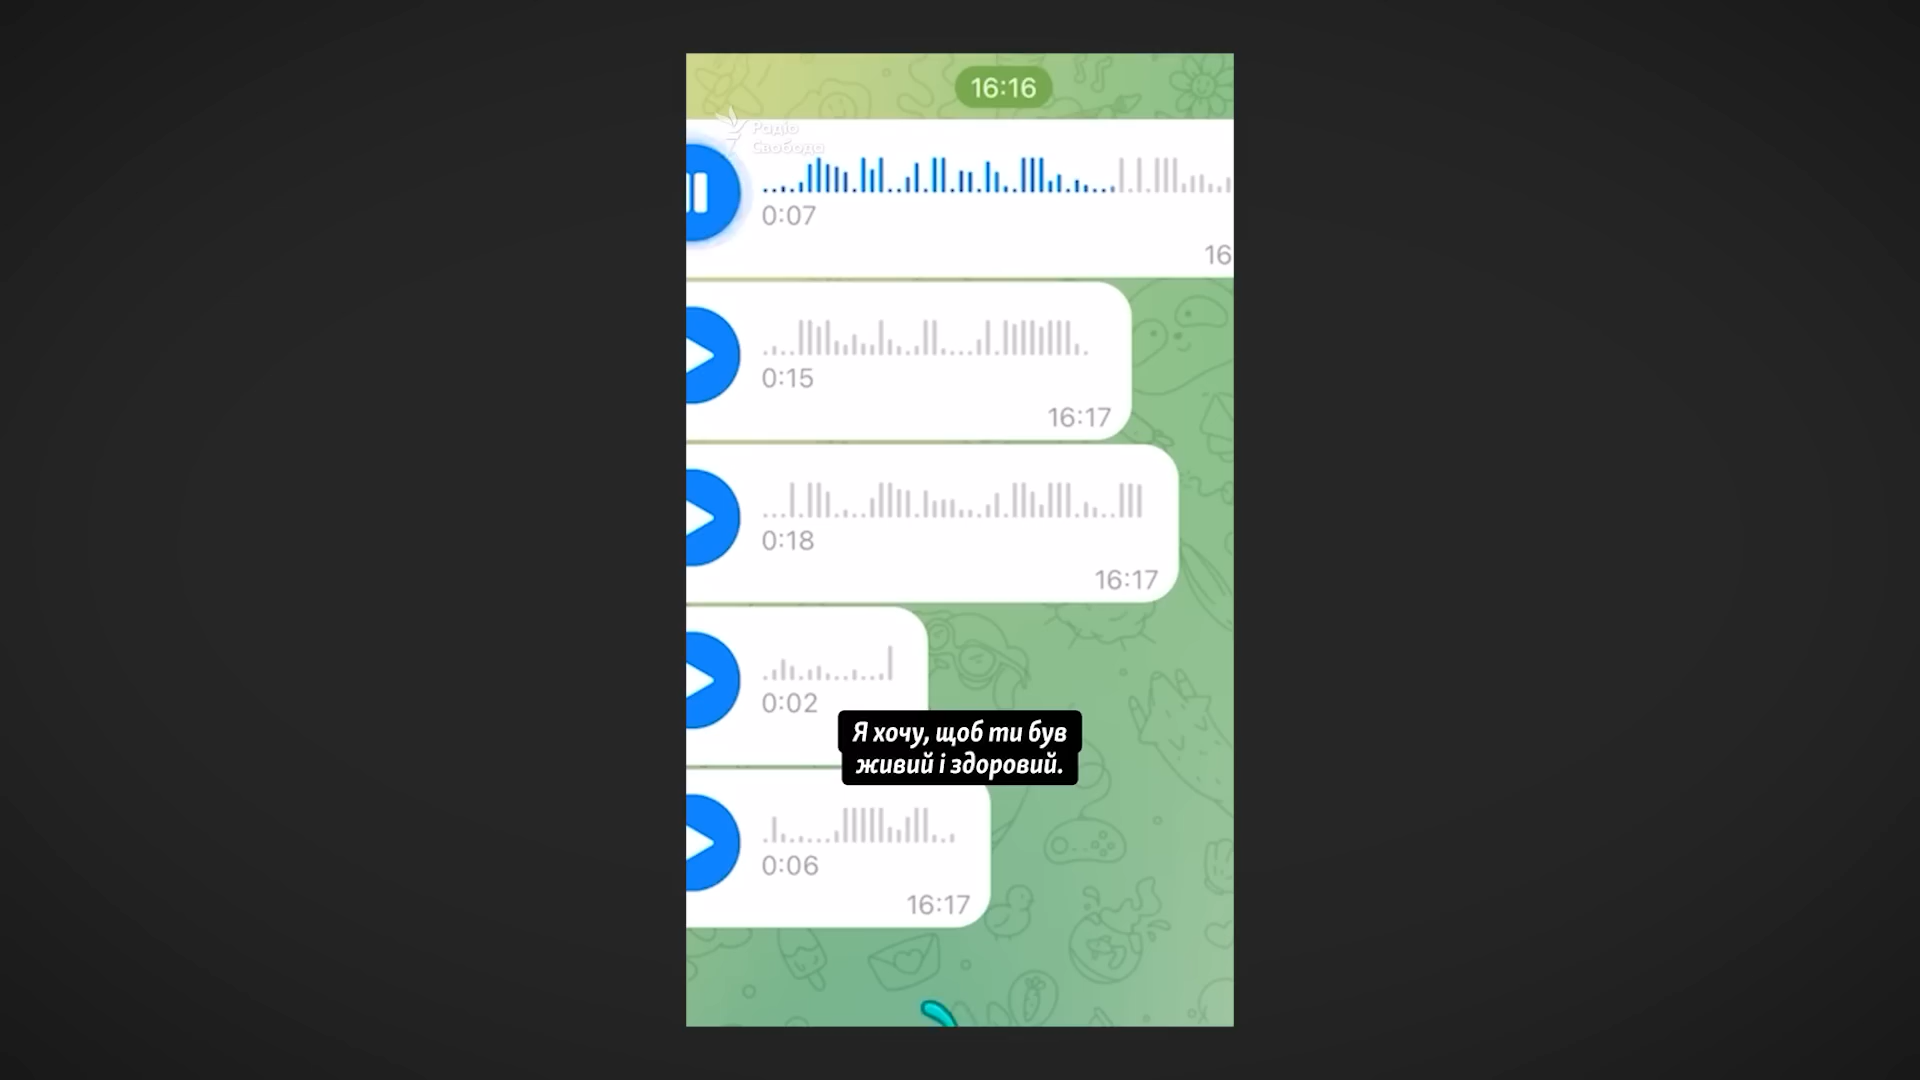 16:16
Радіо
Свобода
0:07
16
0:15
16:17
0:18
16:17
0:02
Я хочу, щоб ти був
живий і здоровий.
0:06
16:17